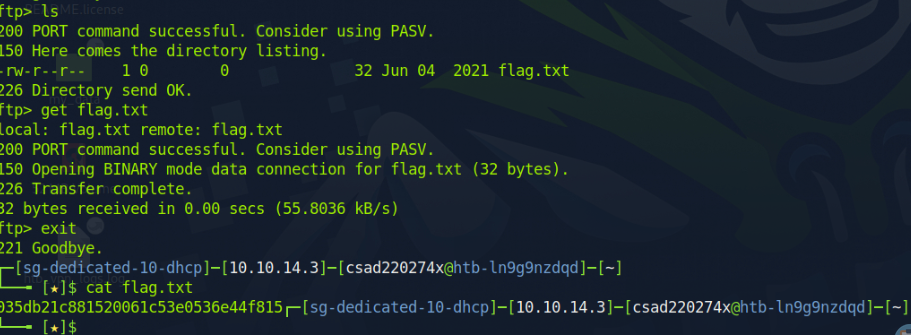 README.license
ftp> ls
200 PORT command successful. Consider using PASV.
150 Here comes the directory listing.
-rw-r--r--    1 0        0              32 Jun 04  2021 flag.txt
226 Directory send OK.
ftp> get flag.txt
local: flag.txt remote: flag.txt
200 PORT command successful. Consider using PASV.
150 Opening BINARY mode data connection for flag.txt (32 bytes).
226 Transfer complete.
32 bytes received in 0.00 secs (55.8036 kB/s)
ftp> exit
221 Goodbye.
┌─[sg-dedicated-10-dhcp]─[10.10.14.3]─[csad220274x@htb-ln9g9nzdqd]─[~]
└──╼ [★]$ cat flag.txt
035db21c881520061c53e0536e44f815┌─[sg-dedicated-10-dhcp]─[10.10.14.3]─[csad220274x@htb-ln9g9nzdqd]─[~]
└──╼ [★]$